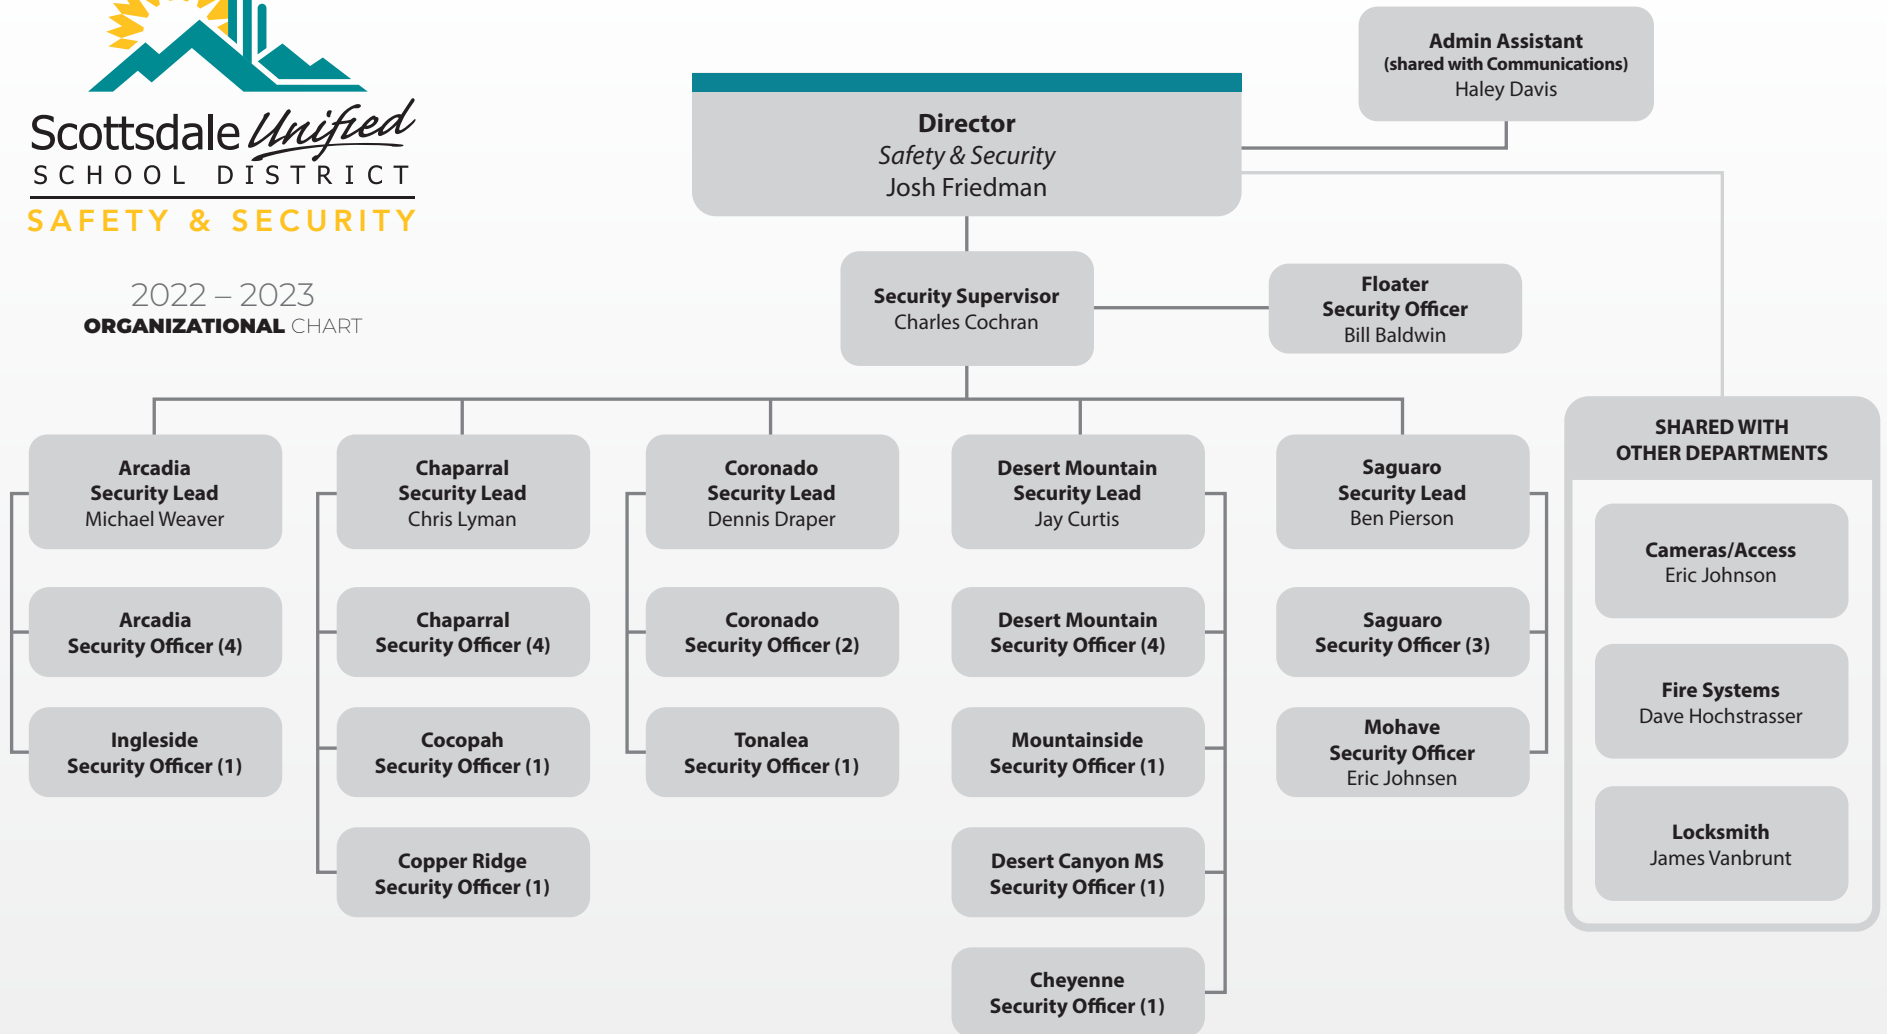 Scottsdale Unified
SCHOOL DISTRICT
SAFETY & SECURITY
2022 – 2023
ORGANIZATIONAL CHART
Admin Assistant
(shared with Communications)
Haley Davis
Director
Safety & Security
Josh Friedman
Security Supervisor
Charles Cochran
Floater
Security Officer
Bill Baldwin
Arcadia
Security Lead
Michael Weaver
Arcadia
Security Officer (4)
Ingleside
Security Officer (1)
Chaparral
Security Lead
Chris Lyman
Chaparral
Security Officer (4)
Cocopah
Security Officer (1)
Copper Ridge
Security Officer (1)
Coronado
Security Lead
Dennis Draper
Coronado
Security Officer (2)
Tonalea
Security Officer (1)
Desert Mountain
Security Lead
Jay Curtis
Desert Mountain
Security Officer (4)
Mountainside
Security Officer (1)
Desert Canyon MS
Security Officer (1)
Cheyenne
Security Officer (1)
Saguaro
Security Lead
Ben Pierson
Saguaro
Security Officer (3)
Mohave
Security Officer
Eric Johnsen
SHARED WITH
OTHER DEPARTMENTS
Cameras/Access
Eric Johnson
Fire Systems
Dave Hochstrasser
Locksmith
James Vanbrunt